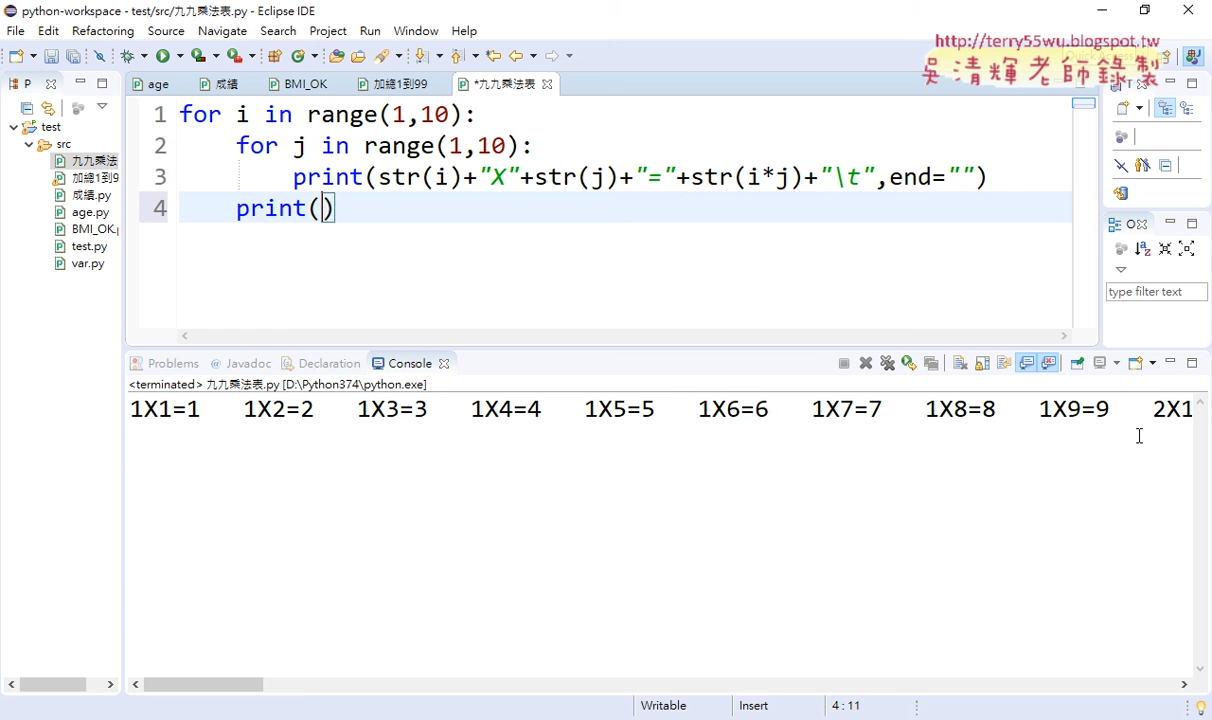 python-workspace - test/src/九九乘法表.py - Eclipse IDE
File Edit Refactoring Source Navigate Search Project Run Window Help
http://terry55wu.blogspot.tw
吳清輝老師錄製
P
age
成績
BMI_OK
加總1到99
*九九乘法表
test
src
九九乘法
加總1到9
成績.py
age.py
BMI_OK.
test.py
var.py
1 for i in range(1,10):
2 for j in range(1,10):
3 print(str(i)+"X"+str(j)+"="+str(i*j)+"\t",end="")
4 print()
type filter text
Problems @ Javadoc Declaration Console
<terminated> 九九乘法表.py [D:\Python374\python.exe]
1X1=1 1X2=2 1X3=3 1X4=4 1X5=5 1X6=6 1X7=7 1X8=8 1X9=9 2X1
Writable Insert 4:11